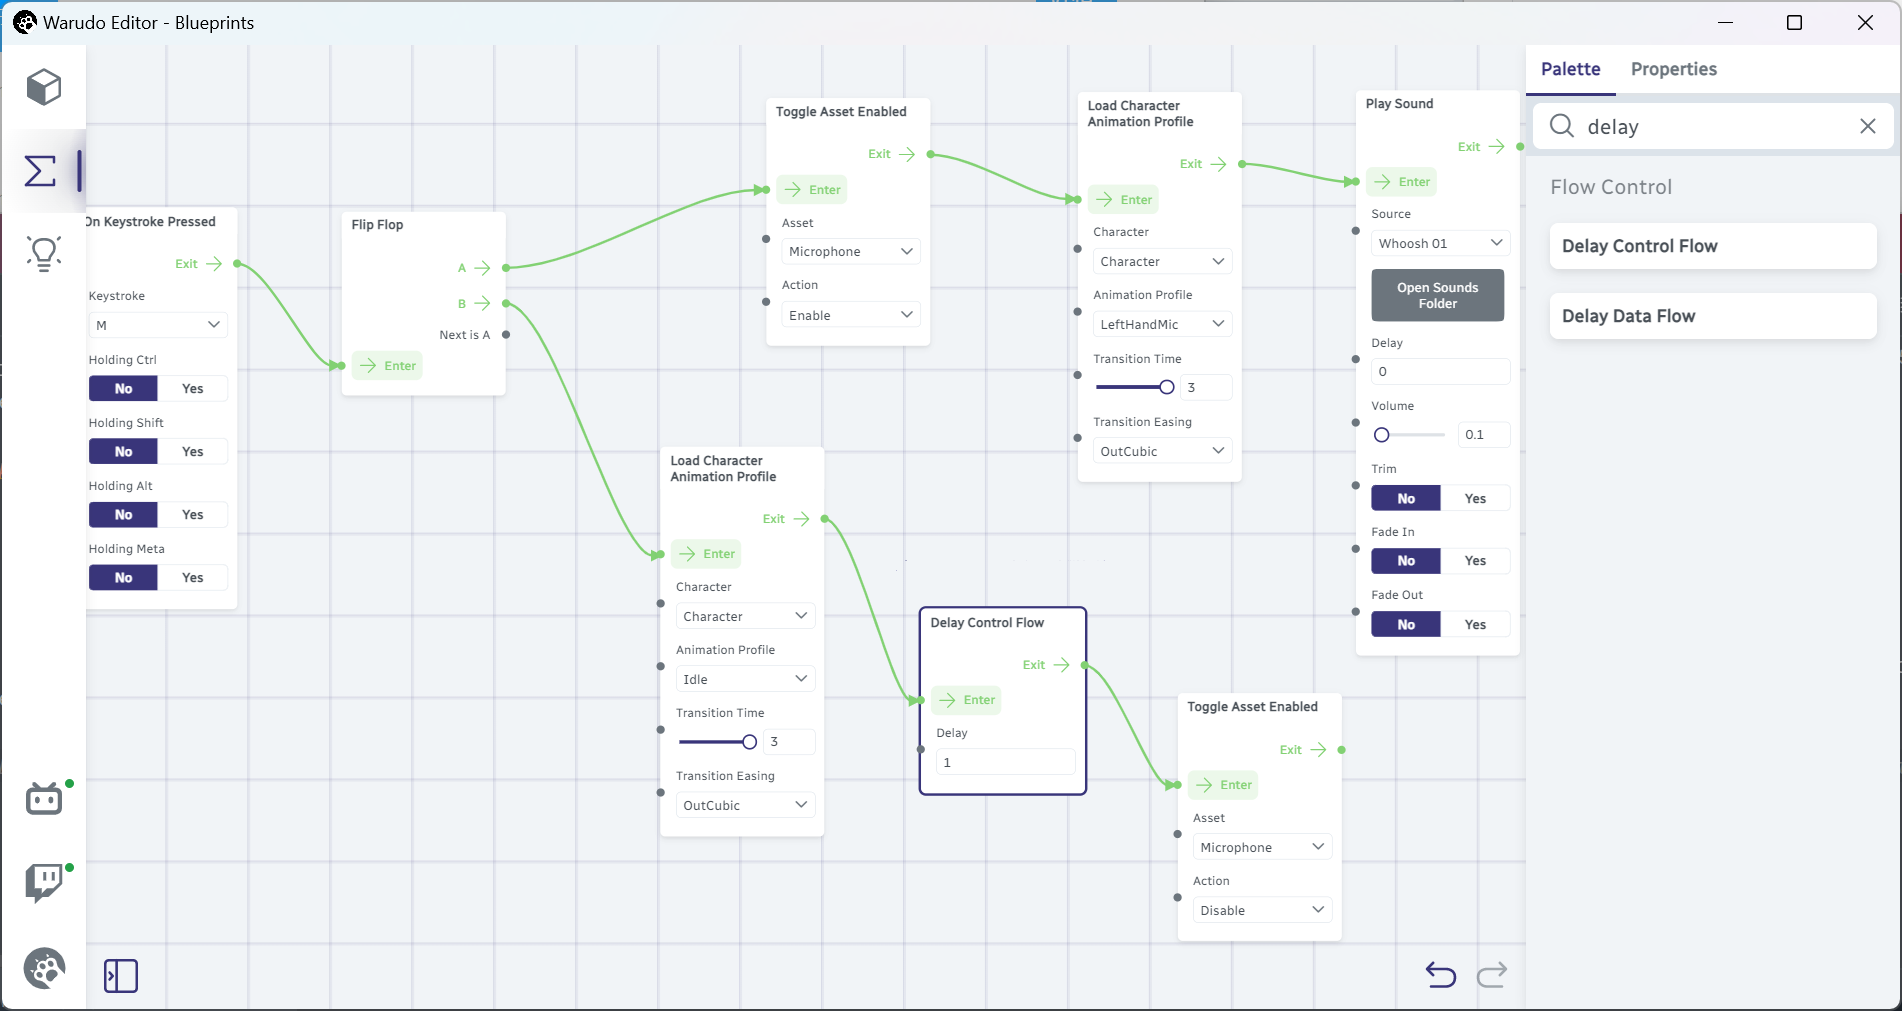 Warudo Editor - Blueprints
On Keystroke Pressed
Exit
Keystroke
M
Holding Ctrl
No Yes
Holding Shift
No Yes
Holding Alt
No Yes
Holding Meta
No Yes
Flip Flop
A
B
Next is A
Enter
Toggle Asset Enabled
Exit
Enter
Asset
Microphone
Action
Enable
Load Character
Animation Profile
Exit
Enter
Character
Character
Animation Profile
LeftHandMic
Transition Time
3
Transition Easing
OutCubic
Play Sound
Exit
Enter
Source
Whoosh 01
Open Sounds
Folder
Delay
0
Volume
0.1
Trim
No Yes
Fade In
No Yes
Fade Out
No Yes
Load Character
Animation Profile
Exit
Enter
Character
Character
Animation Profile
Idle
Transition Time
3
Transition Easing
OutCubic
Delay Control Flow
Exit
Enter
Delay
1
Toggle Asset Enabled
Exit
Enter
Asset
Microphone
Action
Disable
Palette Properties
delay
Flow Control
Delay Control Flow
Delay Data Flow